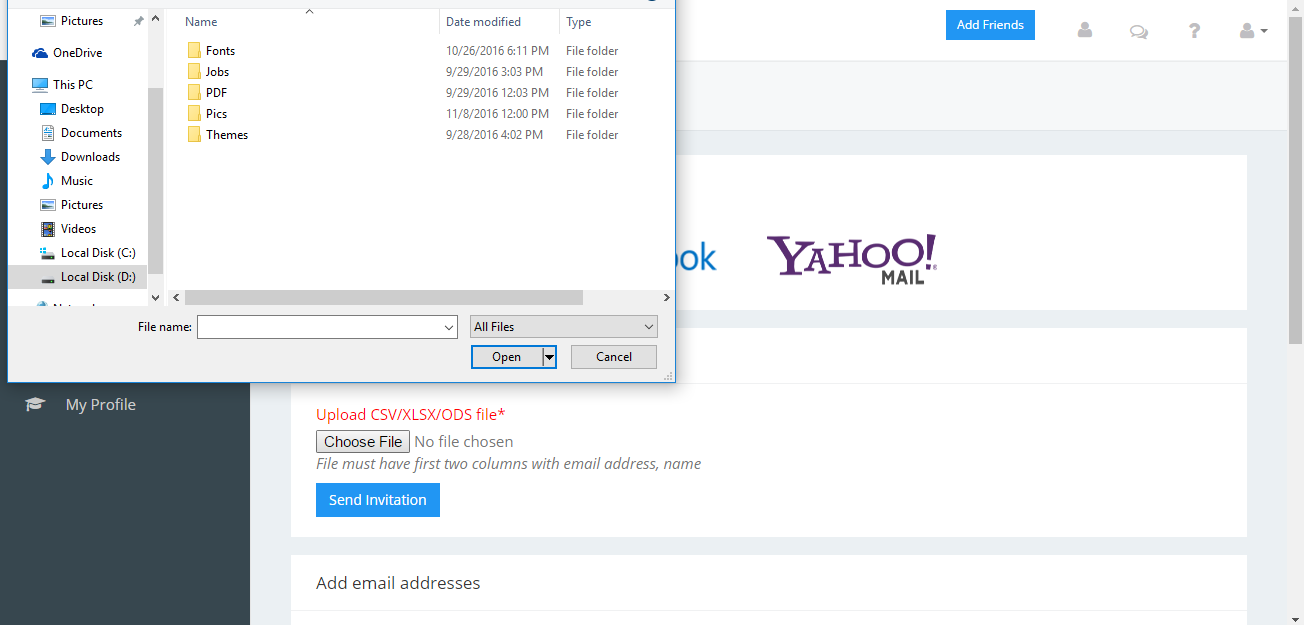 Pictures
OneDrive
This PC
Desktop
Documents
Downloads
Music
Pictures
Videos
Local Disk (C:)
Local Disk (D:)
Name Date modified Type
Fonts 10/26/2016 6:11 PM File folder
Jobs 9/29/2016 3:03 PM File folder
PDF 9/29/2016 12:03 PM File folder
Pics 11/8/2016 12:00 PM File folder
Themes 9/28/2016 4:02 PM File folder
File name: All Files
Open Cancel
Add Friends
?
ook
YAHOO!
MAIL
My Profile
Upload CSV/XLSX/ODS file*
Choose File No file chosen
File must have first two columns with email address, name
Send Invitation
Add email addresses